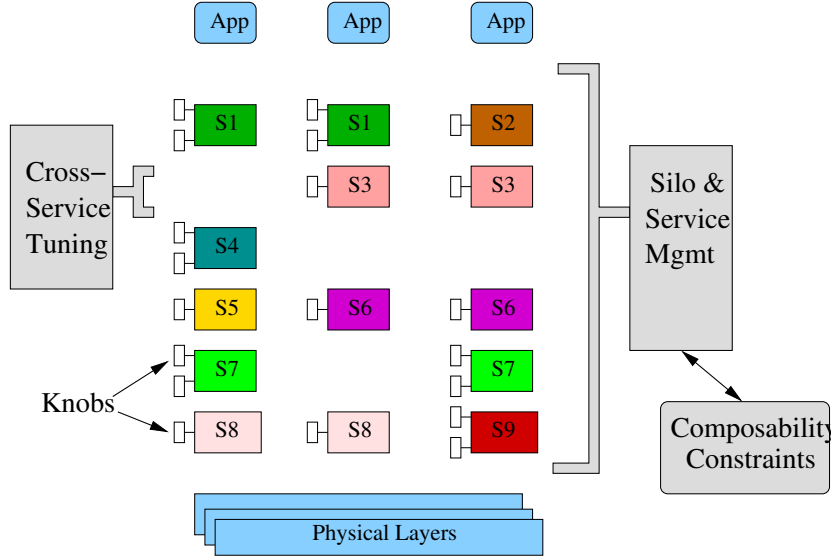 App App App
S1 S1 S2
Cross-
Service
Tuning
S3 S3
Silo &
Service
Mgmt
S4
S5 S6 S6
S7 S7
Knobs
S8 S8 S9
Composability
Constraints
Physical Layers